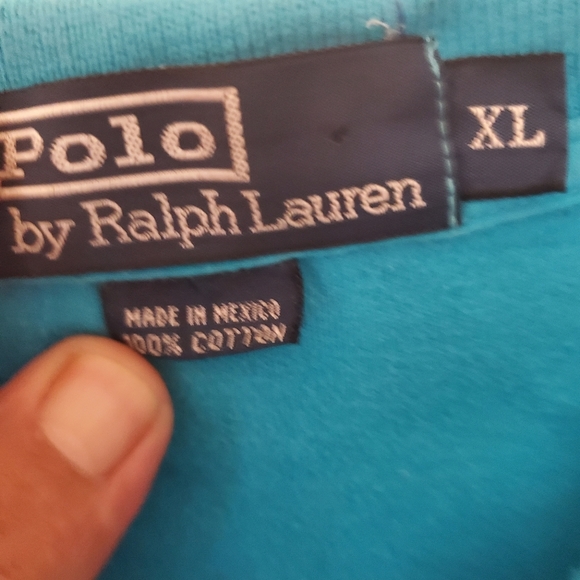 Polo
by Ralph Lauren
XL
MADE IN MEXICO
100% COTTON